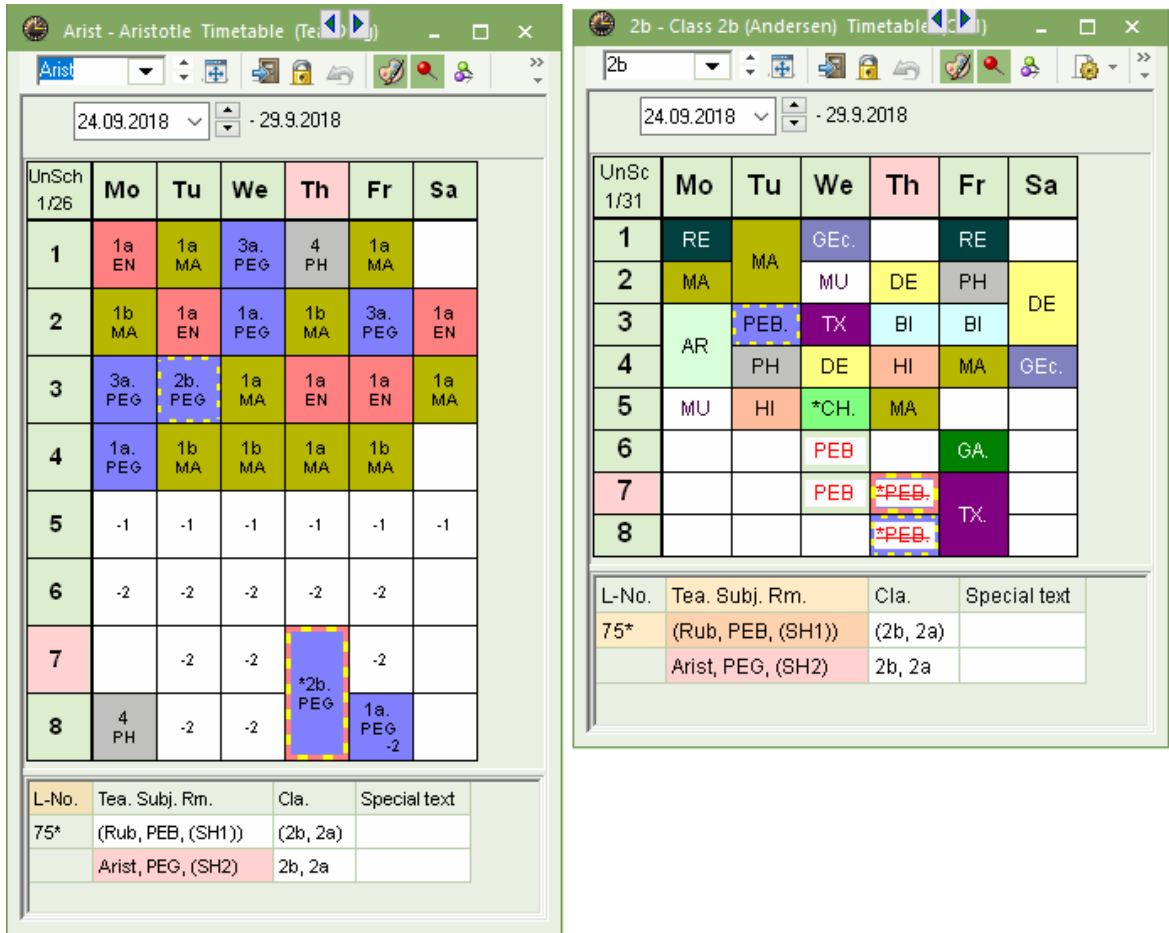 Arist - Aristotle Timetable (Tea
Arist
24.09.2018 - 29.9.2018
UnSch 1/26 Mo Tu We Th Fr Sa
1 1a EN 1a MA 3a. PEG 4 PH 1a MA
2 1b MA 1a EN 1a. PEG 1b MA 3a. PEG 1a EN
3 3a. PEG 2b. PEG 1a MA 1a EN 1a EN 1a MA
4 1a. PEG 1b MA 1b MA 1a MA 1b MA
5 -1 -1 -1 -1 -1 -1
6 -2 -2 -2 -2 -2
7 -2 -2 *2b. PEG -2
8 4 PH -2 -2 1a. PEG -2
L-No. Tea. Subj. Rm. Cla. Special text
75* (Rub, PEB, (SH1)) (2b, 2a)
Arist, PEG, (SH2) 2b, 2a
2b - Class 2b (Andersen) Timetable
2b
24.09.2018 - 29.9.2018
UnSc 1/31 Mo Tu We Th Fr Sa
1 RE MA GEc. RE
2 MA MU DE PH DE
3 AR PEB. TX BI BI
4 PH DE HI MA GEc.
5 MU HI *CH. MA
6 PEB GA.
7 PEB *PEB. TX.
8 *PEB.
L-No. Tea. Subj. Rm. Cla. Special text
75* (Rub, PEB, (SH1)) (2b, 2a)
Arist, PEG, (SH2) 2b, 2a